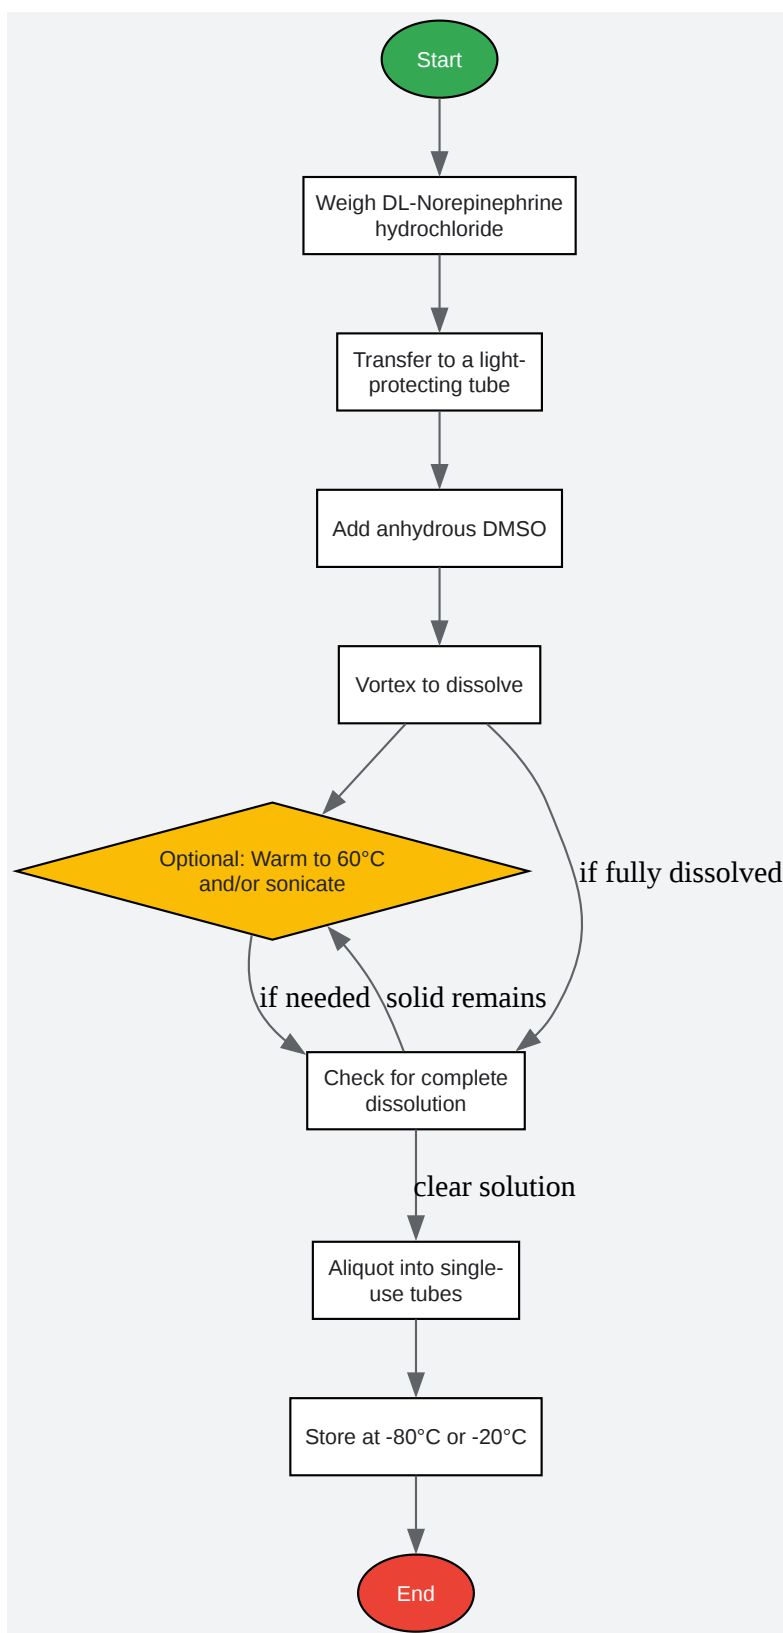 Start
Weigh DL-Norepinephrine
hydrochloride
Transfer to a light-
protecting tube
Add anhydrous DMSO
Vortex to dissolve
Optional: Warm to 60°C
and/or sonicate
if fully dissolved
if needed
solid remains
Check for complete
dissolution
clear solution
Aliquot into single-
use tubes
Store at -80°C or -20°C
End